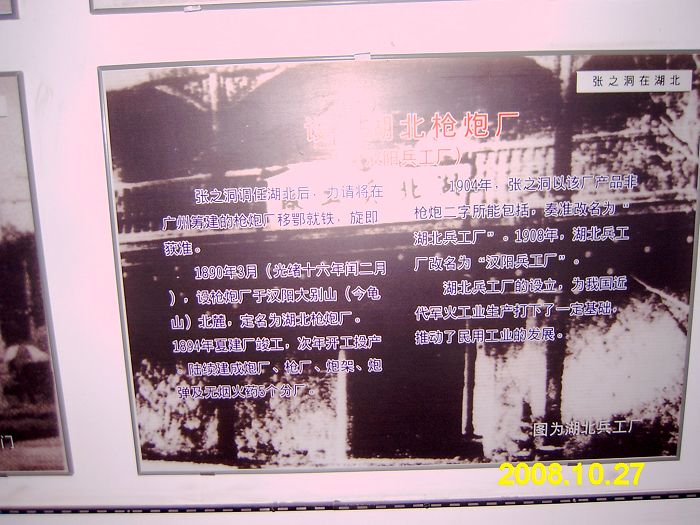 张之洞在湖北
设 湖北枪炮厂
(汉阳兵工厂)
张之洞调任湖北后，力请将在
广州筹建的枪炮厂移鄂就铁，旋即
获准。
1890年3月（光绪十六年闰二月
），设枪炮厂于汉阳大别山（今龟
山）北麓，定名为湖北枪炮厂。
1894年夏建厂竣工，次年开工投产
、陆续建成炮厂、枪厂、炮架、炮
弹及无烟火药5个分厂。
1904年，张之洞以该厂产品非
枪炮二字所能包括，奏准改名为“
湖北兵工厂”。1908年，湖北兵工
厂改名为“汉阳兵工厂”。
湖北兵工厂的设立，为我国近
代军火工业生产打下了一定基础，
推动了民用工业的发展。
图为湖北兵工厂
2008.10.27